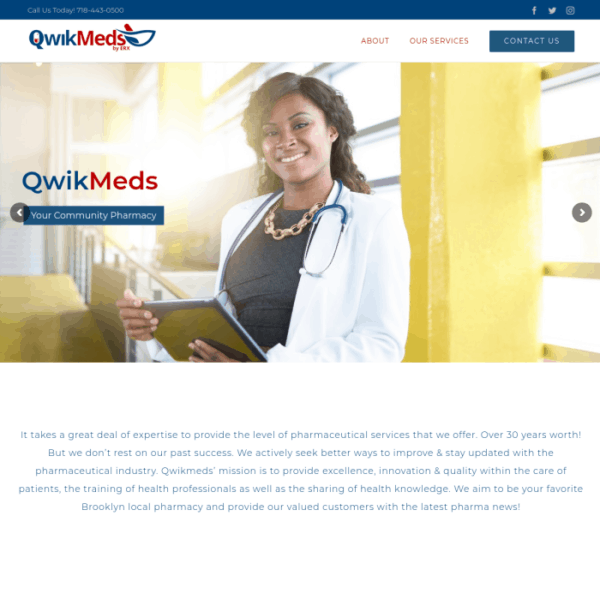 Call Us Today! 718-443-0500
QwikMeds
by ERX
ABOUT
OUR SERVICES
CONTACT US
QwikMeds
Your Community Pharmacy
It takes a great deal of expertise to provide the level of pharmaceutical services that we offer. Over 30 years worth!
But we don't rest on our past success. We actively seek better ways to improve & stay updated with the
pharmaceutical industry. Qwikmeds' mission is to provide excellence, innovation & quality within the care of
patients, the training of health professionals as well as the sharing of health knowledge. We aim to be your favorite
Brooklyn local pharmacy and provide our valued customers with the latest pharma news!